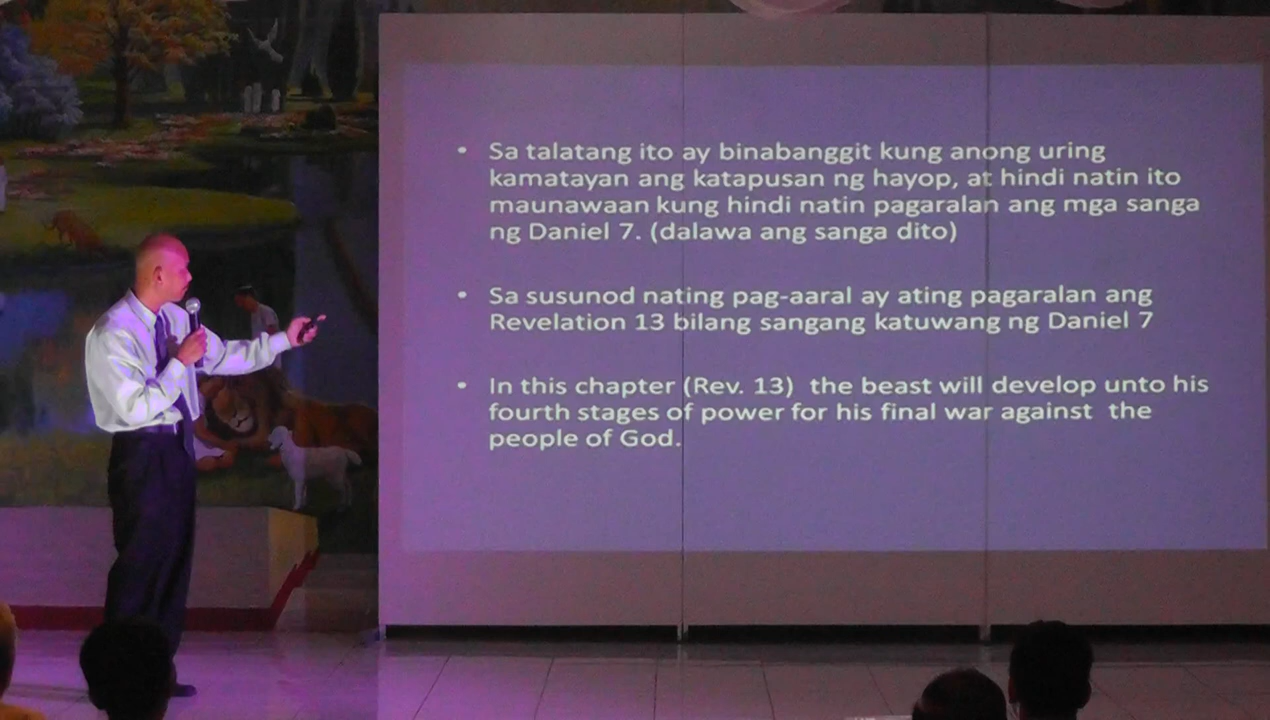 • Sa talatang ito ay binabanggit kung anong uring
kamatayan ang katapusan ng hayop, at hindi natin ito
maunawaan kung hindi natin pagaralan ang mga sanga
ng Daniel 7. (dalawa ang sanga dito)
• Sa susunod nating pag-aaral ay ating pagaralan ang
Revelation 13 bilang sangang katuwang ng Daniel 7
• In this chapter (Rev. 13)  the beast will develop unto his
fourth stages of power for his final war against  the
people of God.